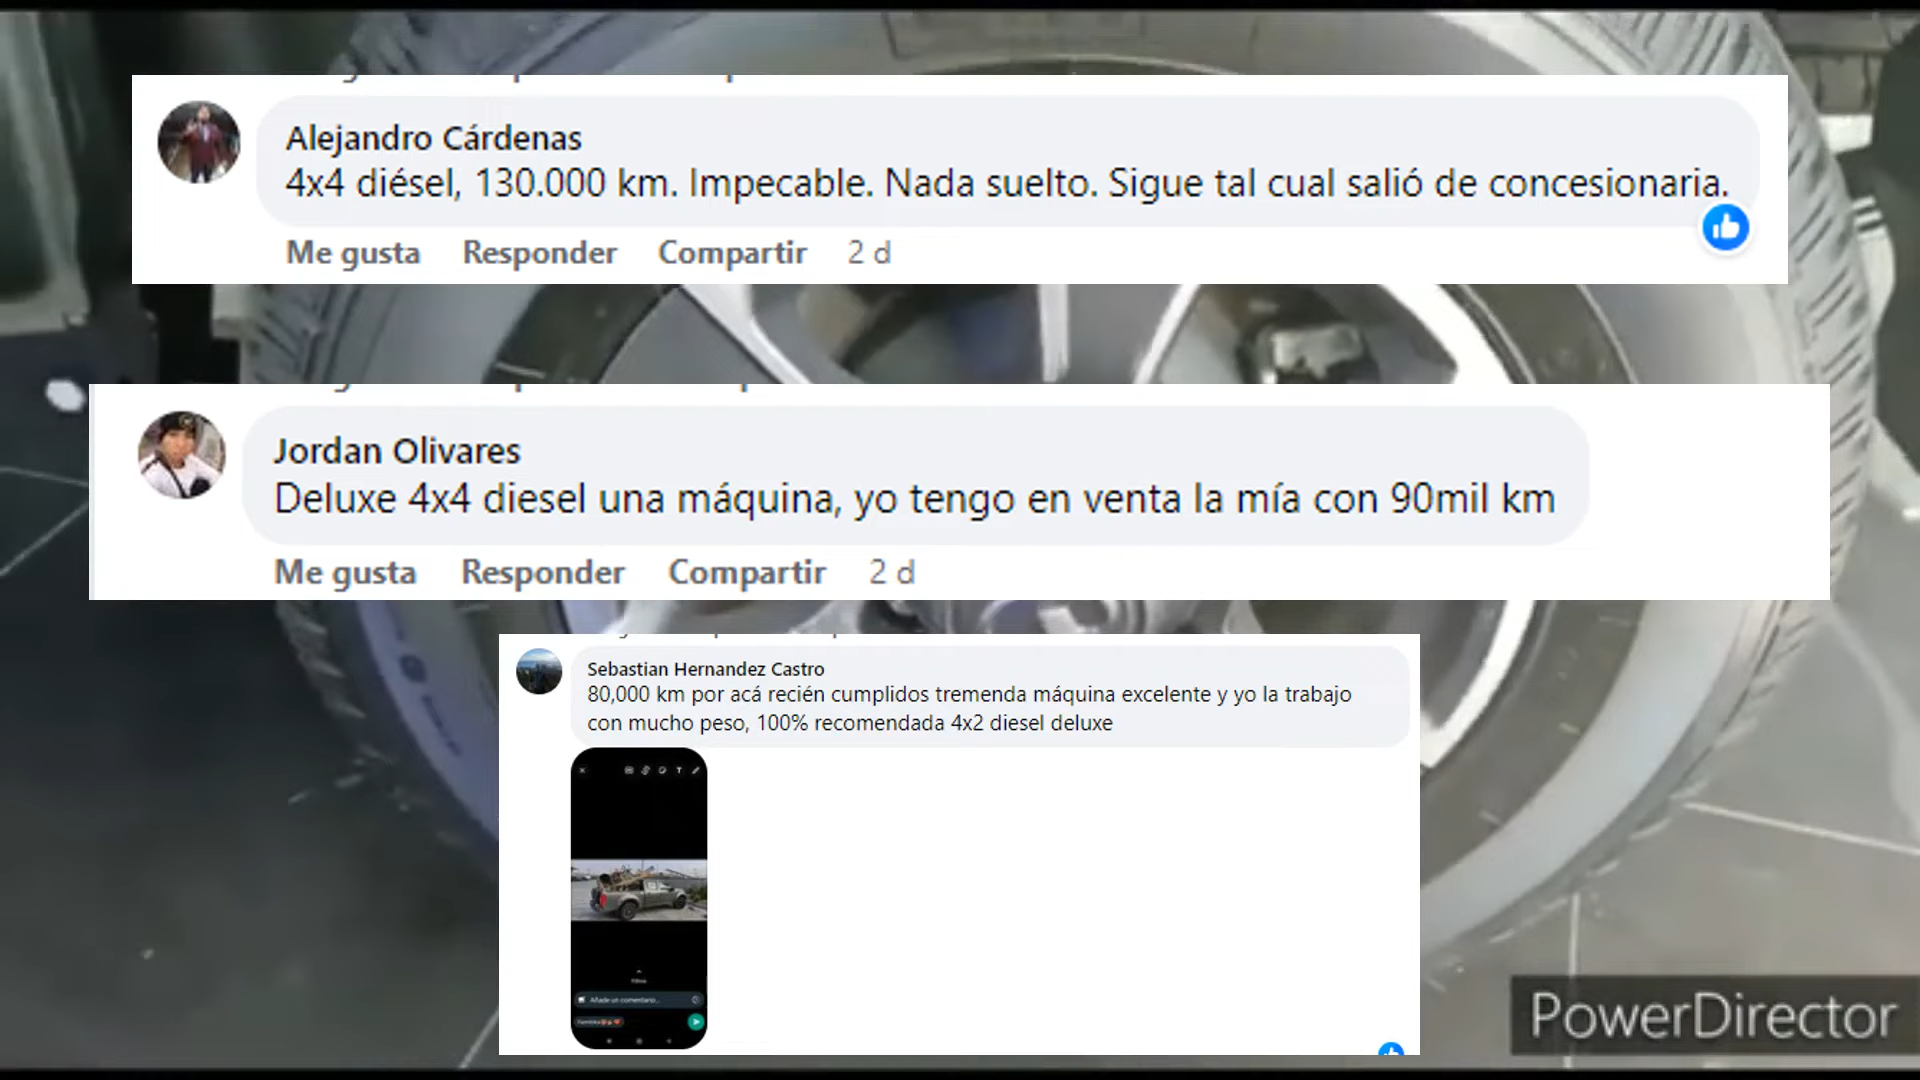 Alejandro Cárdenas
4x4 diésel, 130.000 km. Impecable. Nada suelto. Sigue tal cual salió de concesionaria.
Me gusta Responder Compartir 2 d
Jordan Olivares
Deluxe 4x4 diesel una máquina, yo tengo en venta la mía con 90mil km
Me gusta Responder Compartir 2 d
Sebastian Hernandez Castro
80,000 km por acá recién cumplidos tremenda máquina excelente y yo la trabajo
con mucho peso, 100% recomendada 4x2 diesel deluxe
Añade un comentario...
PowerDirector